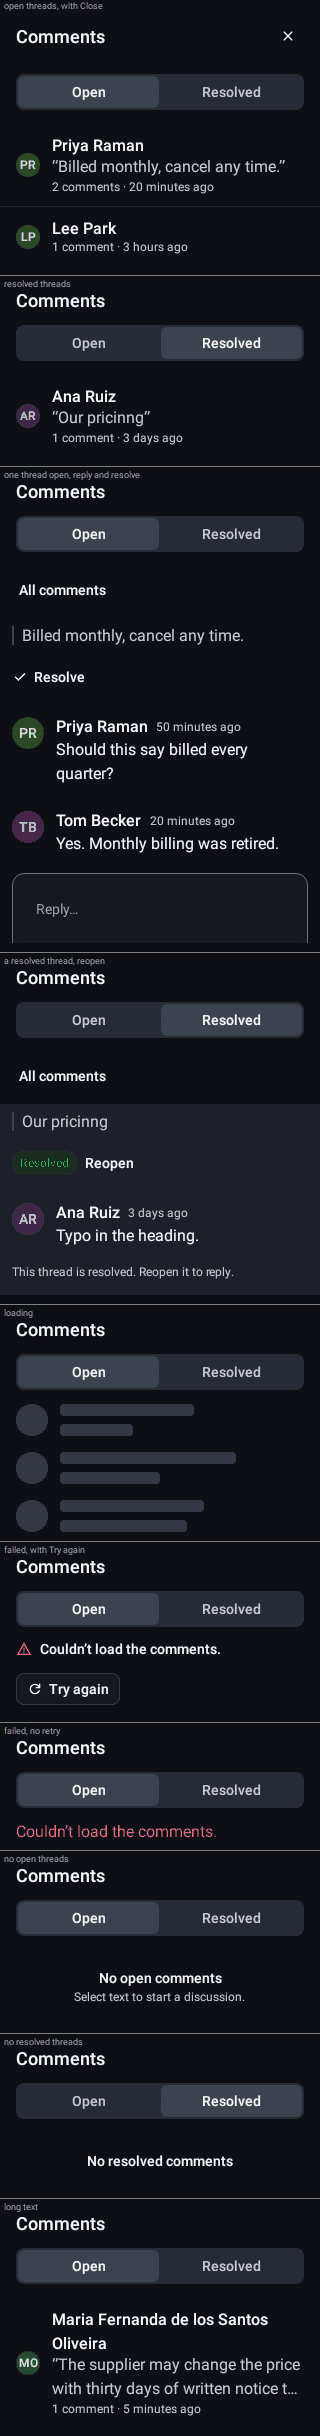 open threads, with Close
Comments
Open Resolved
Priya Raman
PR
“Billed monthly, cancel any time.”
2 comments · 20 minutes ago
Lee Park
LP
1 comment · 3 hours ago
resolved threads
Comments
Open Resolved
Ana Ruiz
AR
“Our pricinng”
1 comment · 3 days ago
one thread open, reply and resolve
Comments
Open Resolved
All comments
Billed monthly, cancel any time.
Resolve
PR Priya Raman 50 minutes ago
Should this say billed every
quarter?
TB Tom Becker 20 minutes ago
Yes. Monthly billing was retired.
Reply...
a resolved thread, reopen
Comments
Open Resolved
All comments
Our pricinng
Resolved Reopen
AR Ana Ruiz 3 days ago
Typo in the heading.
This thread is resolved. Reopen it to reply.
loading
Comments
Open Resolved
failed, with Try again
Comments
Open Resolved
Couldn’t load the comments.
Try again
failed, no retry
Comments
Open Resolved
Couldn’t load the comments.
no open threads
Comments
Open Resolved
No open comments
Select text to start a discussion.
no resolved threads
Comments
Open Resolved
No resolved comments
long text
Comments
Open Resolved
Maria Fernanda de los Santos
Oliveira
MO
“The supplier may change the price
with thirty days of written notice t...
1 comment · 5 minutes ago